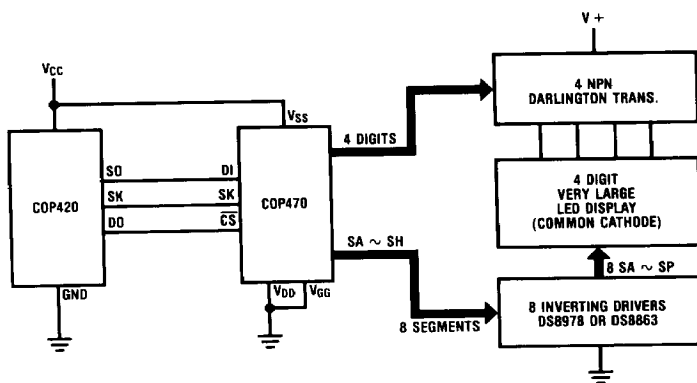 V+
VCC
4 NPN
DARLINGTON TRANS.
VSS
4 DIGITS
SO
DI
SK
SK
DO
CS
COP420
COP470
4 DIGIT
VERY LARGE
LED DISPLAY
(COMMON CATHODE)
SA ~ SH
8 SA ~ SP
GND
VDD
VGG
8 SEGMENTS
8 INVERTING DRIVERS
DS8978 OR DS8863